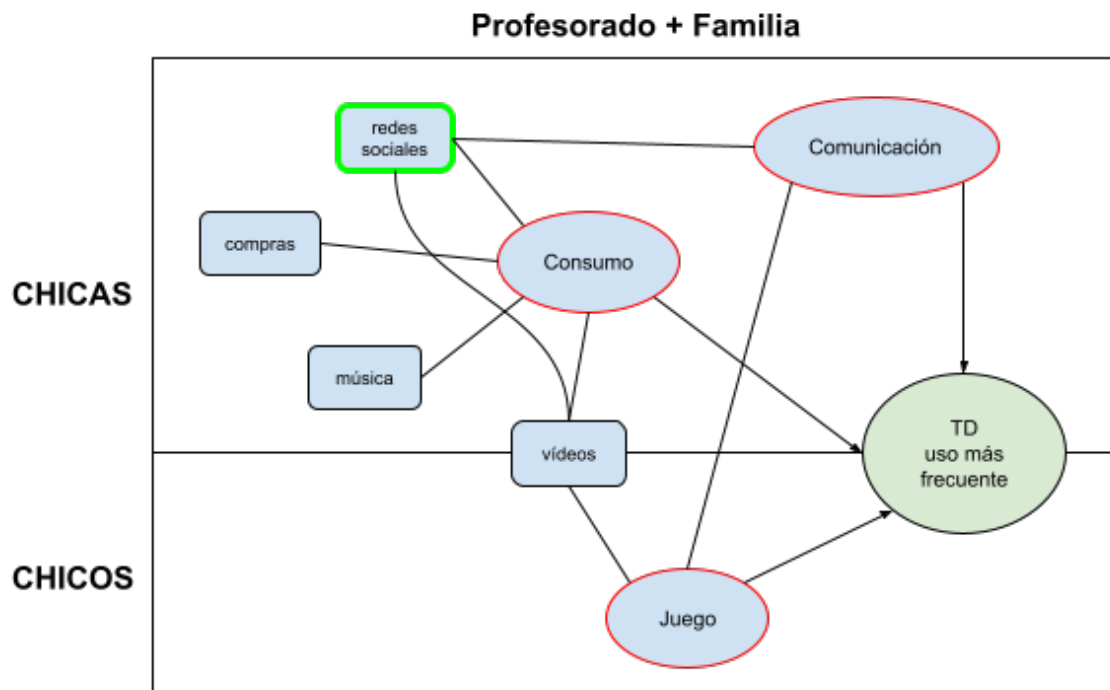 Profesorado + Familia
redes
sociales
Comunicación
compras
Consumo
CHICAS
música
TD
uso más
frecuente
vídeos
CHICOS
Juego